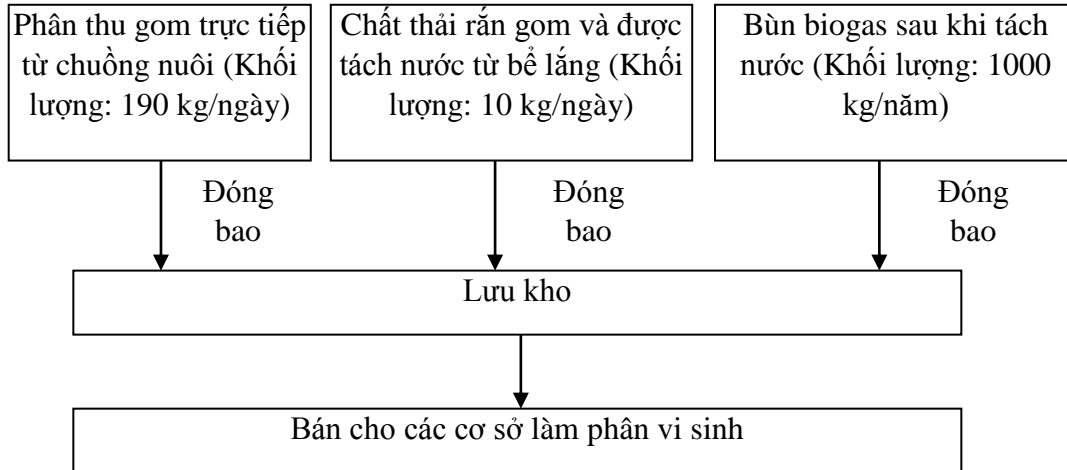 Phân thu gom trực tiếp
từ chuồng nuôi (Khối
lượng: 190 kg/ngày)
Chất thải rắn gom và được
tách nước từ bể lắng (Khối
lượng: 10 kg/ngày)
Bùn biogas sau khi tách
nước (Khối lượng: 1000
kg/năm)
Đóng
bao
Đóng
bao
Đóng
bao
Lưu kho
Bán cho các cơ sở làm phân vi sinh